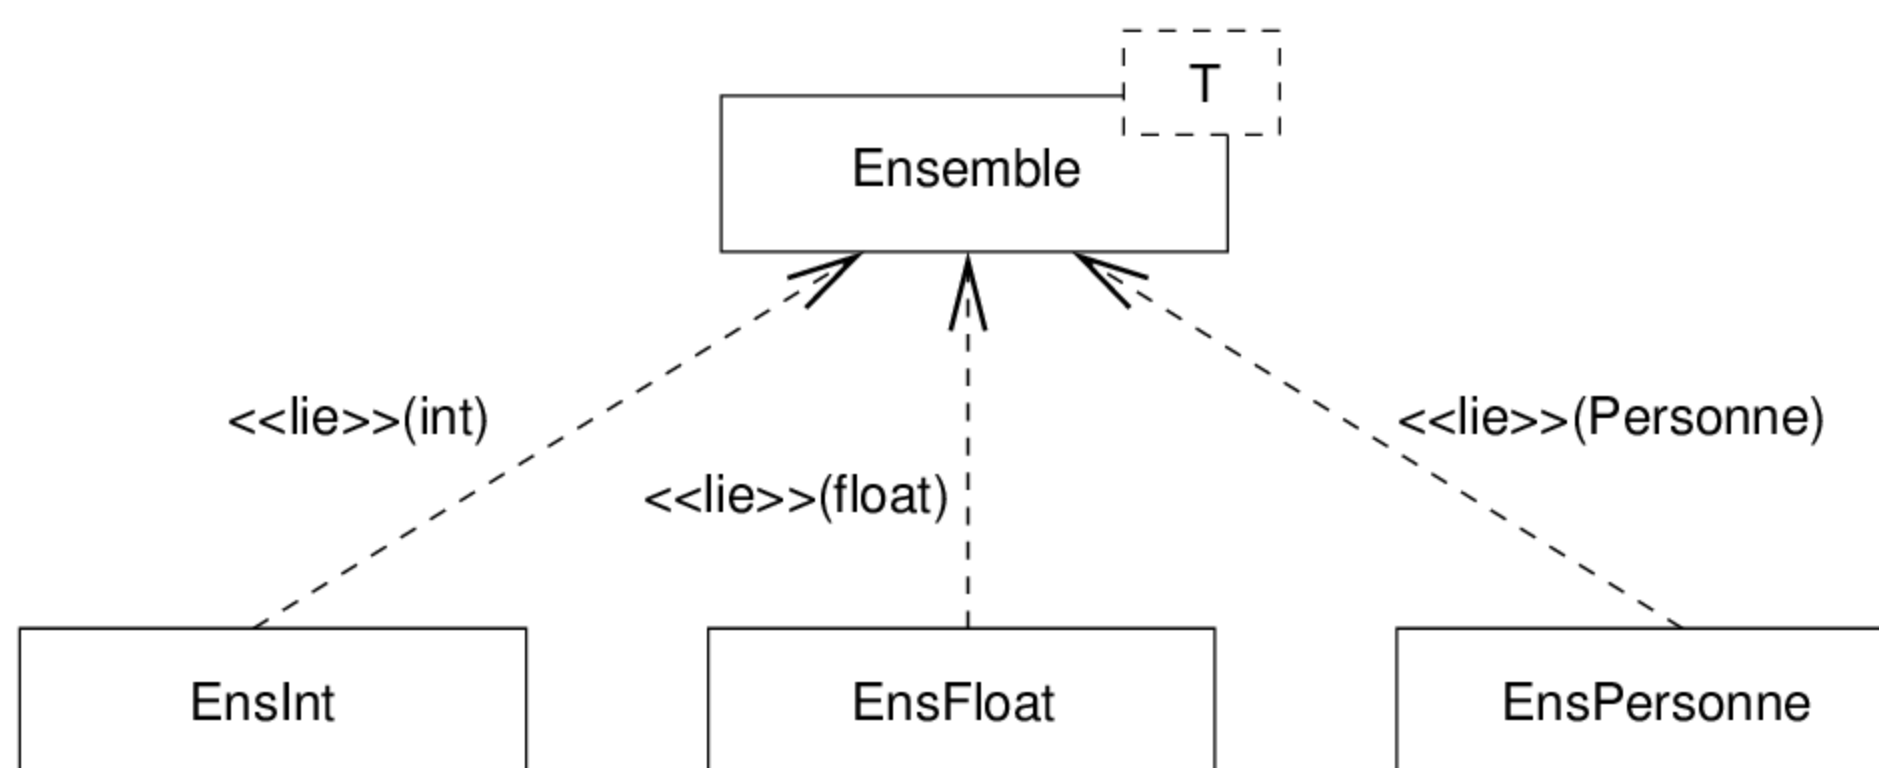 T
Ensemble
<<lie>>(int)
<<lie>>(Personne)
<<lie>>(float)
EnsInt
EnsFloat
EnsPersonne